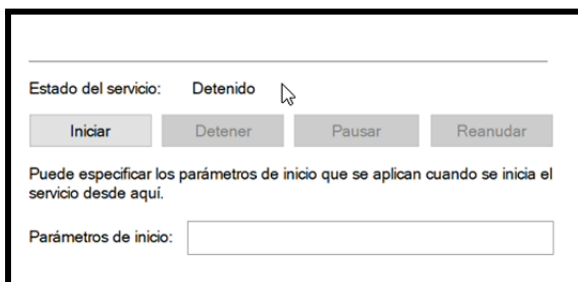 Estado del servicio: Detenido
Iniciar Detener Pausar Reanudar
Puede especificar los parámetros de inicio que se aplican cuando se inicia el
servicio desde aquí.
Parámetros de inicio: